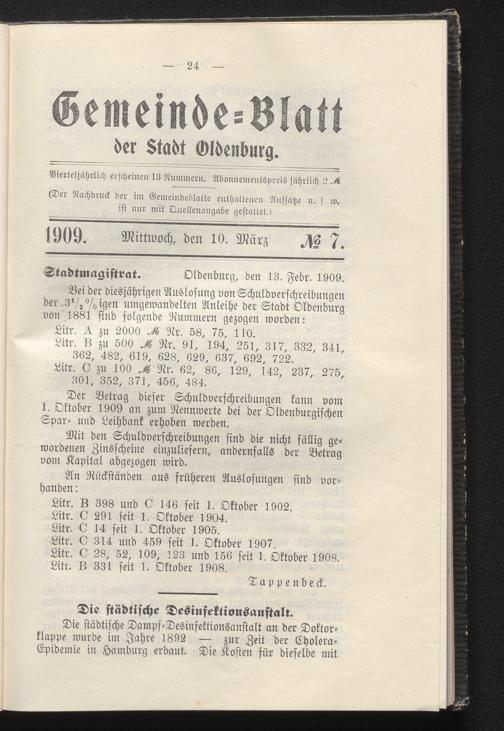 — 24 —
Gemeinde=Blatt
der Stadt Oldenburg.
Vierteljährlich erscheinen 13 Nummern. Abonnementspreis jährlich 2 ℳ
(Der Nachdruck der im Gemeindeblatte enthaltenen Aufsätze u. s. w.
ist nur mit Quellenangabe gestattet.)
1909. Mittwoch, den 10. März № 7.
Stadtmagistrat. Oldenburg, den 13. Febr. 1909.
Bei der diesjährigen Auslosung von Schuldverschreibungen
der 3½%igen umgewandelten Anleihe der Stadt Oldenburg
von 1881 sind folgende Nummern gezogen worden:
Litr. A zu 2000 ℳ Nr. 58, 75, 110.
Litr. B zu 500 ℳ Nr. 91, 194, 251, 317, 332, 341,
362, 482, 619, 628, 629, 637, 692, 722.
Litr. C zu 100 ℳ Nr. 62, 86, 129, 142, 237, 275,
301, 352, 371, 456, 484.
Der Betrag dieser Schuldverschreibungen kann vom
1. Oktober 1909 an zum Nennwerte bei der Oldenburgischen
Spar= und Leihbank erhoben werden.
Mit den Schuldverschreibungen sind die nicht fällig ge=
wordenen Zinsscheine einzuliefern, andernfalls der Betrag
vom Kapital abgezogen wird.
An Rückständen aus früheren Auslosungen sind vor=
handen:
Litr. B 398 und C 146 seit 1. Oktober 1902.
Litr. C 291 seit 1. Oktober 1904.
Litr. C 14 seit 1. Oktober 1905.
Litr. C 314 und 459 seit 1. Oktober 1907.
Litr. C 28, 52, 109, 123 und 156 seit 1. Oktober 1908.
Litr. B 331 seit 1. Oktober 1908.
Tappenbeck.
Die städtische Desinfektionsanstalt.
Die städtische Dampf=Desinfektionsanstalt an der Doktor=
klappe wurde im Jahre 1892 — zur Zeit der Cholera=
Epidemie in Hamburg erbaut. Die Kosten für dieselbe mit